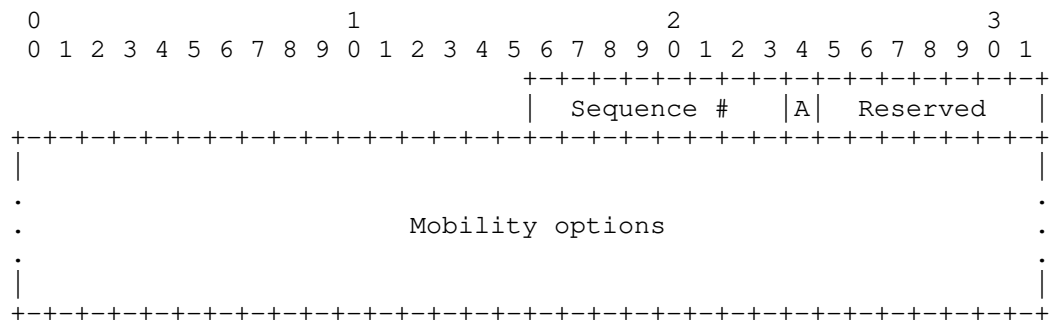 0                   1                   2                   3
 0 1 2 3 4 5 6 7 8 9 0 1 2 3 4 5 6 7 8 9 0 1 2 3 4 5 6 7 8 9 0 1
                                +-+-+-+-+-+-+-+-+-+-+-+-+-+-+-+-+
                                |  Sequence #   |A|  Reserved   |
+-+-+-+-+-+-+-+-+-+-+-+-+-+-+-+-+-+-+-+-+-+-+-+-+-+-+-+-+-+-+-+-+
|                                                               |
.                                                               .
.                        Mobility options                       .
.                                                               .
|                                                               |
+-+-+-+-+-+-+-+-+-+-+-+-+-+-+-+-+-+-+-+-+-+-+-+-+-+-+-+-+-+-+-+-+